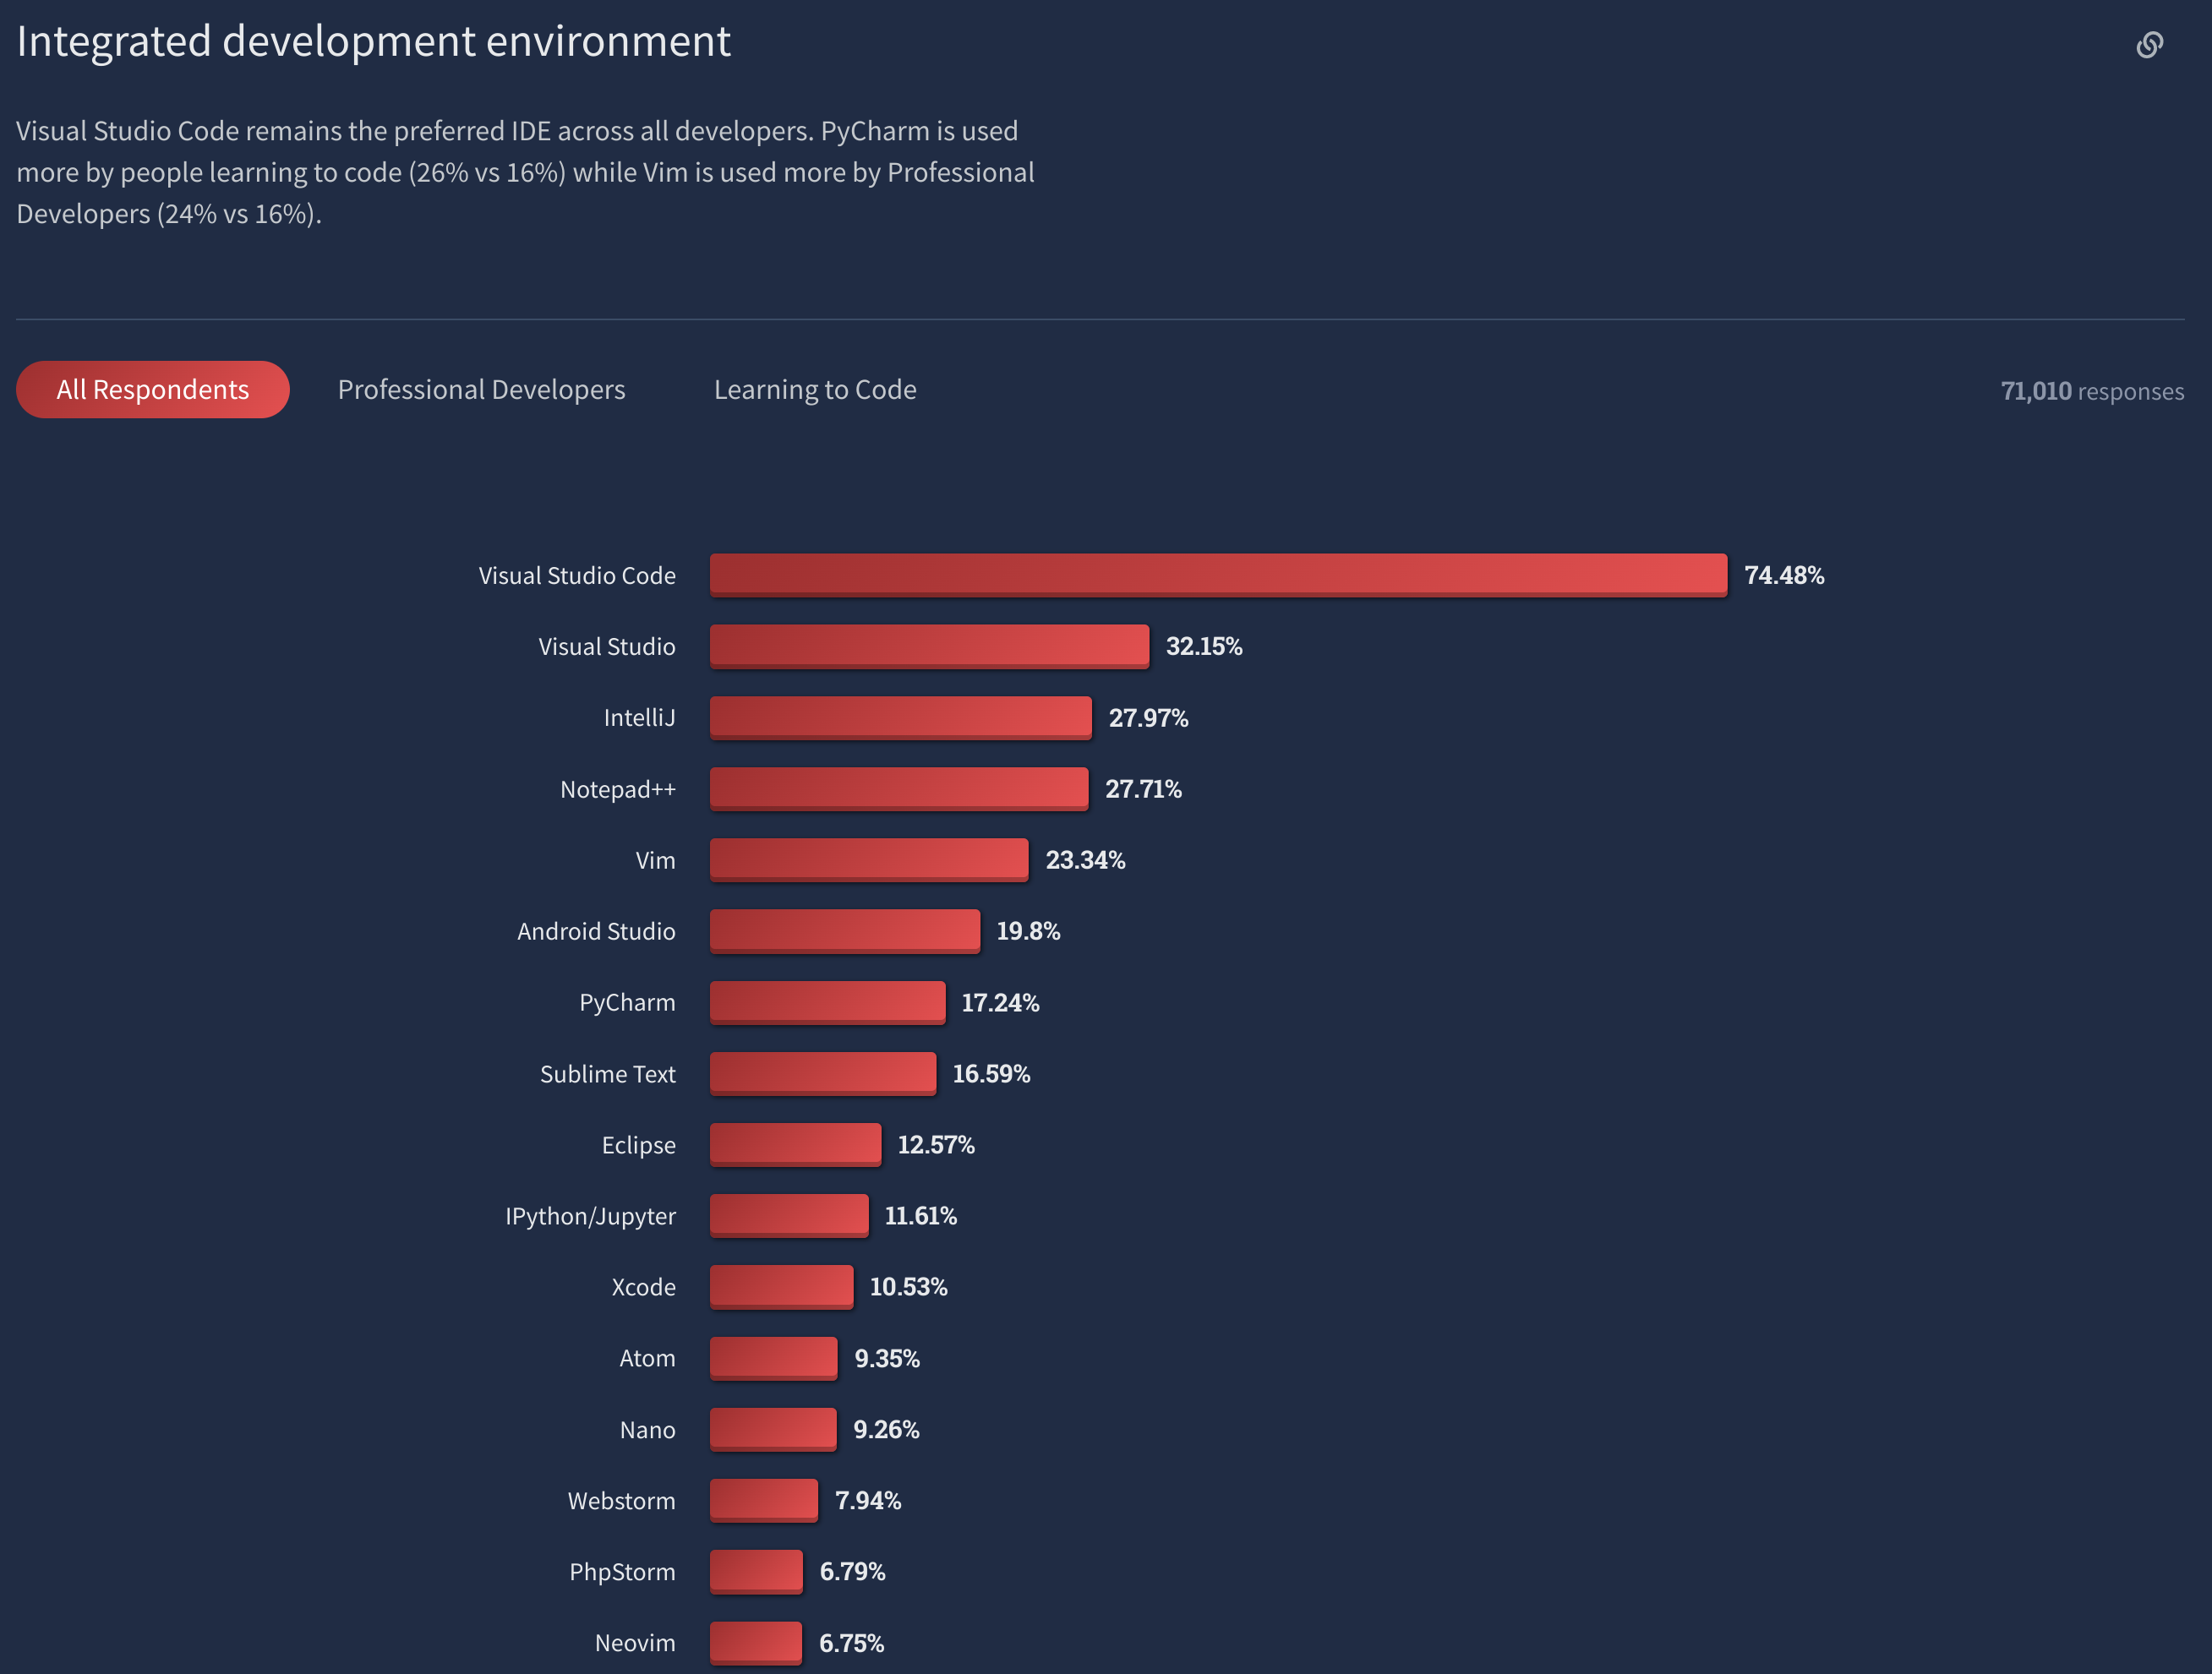 Integrated development environment
Visual Studio Code remains the preferred IDE across all developers. PyCharm is used
more by people learning to code (26% vs 16%) while Vim is used more by Professional
Developers (24% vs 16%).
All Respondents Professional Developers Learning to Code 71,010 responses
Visual Studio Code 74.48%
Visual Studio 32.15%
IntelliJ 27.97%
Notepad++ 27.71%
Vim 23.34%
Android Studio 19.8%
PyCharm 17.24%
Sublime Text 16.59%
Eclipse 12.57%
IPython/Jupyter 11.61%
Xcode 10.53%
Atom 9.35%
Nano 9.26%
Webstorm 7.94%
PhpStorm 6.79%
Neovim 6.75%